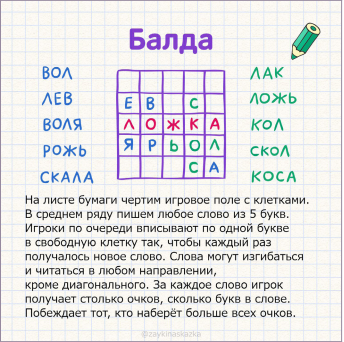 Балда
ВОЛ
ЛЕВ
ВОЛЯ
РОЖЬ
СКАЛА
Е В С
Л О Ж К А
Я Р Ь О Л
С А
ЛАК
ЛОЖЬ
КОЛ
СКОЛ
КОСА
На листе бумаги чертим игровое поле с клетками.
В среднем ряду пишем любое слово из 5 букв.
Игроки по очереди вписывают по одной букве
в свободную клетку так, чтобы каждый раз
получалось новое слово. Слова могут изгибаться
и читаться в любом направлении,
кроме диагонального. За каждое слово игрок
получает столько очков, сколько букв в слове.
Побеждает тот, кто наберёт больше всех очков.
@zaykinaskazka